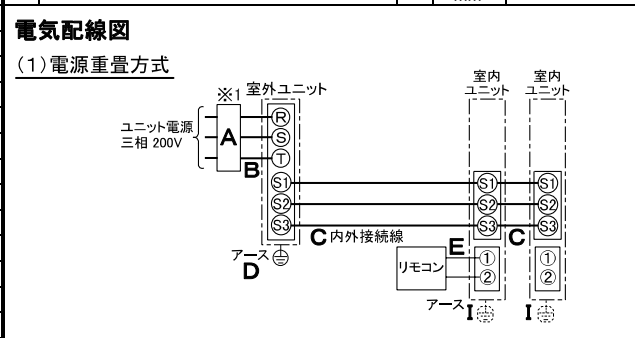 電気配線図
(1)電源重畳方式
※1
室外ユニット
室内
ユニット
室内
ユニット
ユニット電源
三相 200V
A
B
R
S
T
S1
S2
S3
S1
S2
S3
S1
S2
S3
C 内外接続線
C
アース
D
リモコン
E
①
②
①
②
アース
I
I